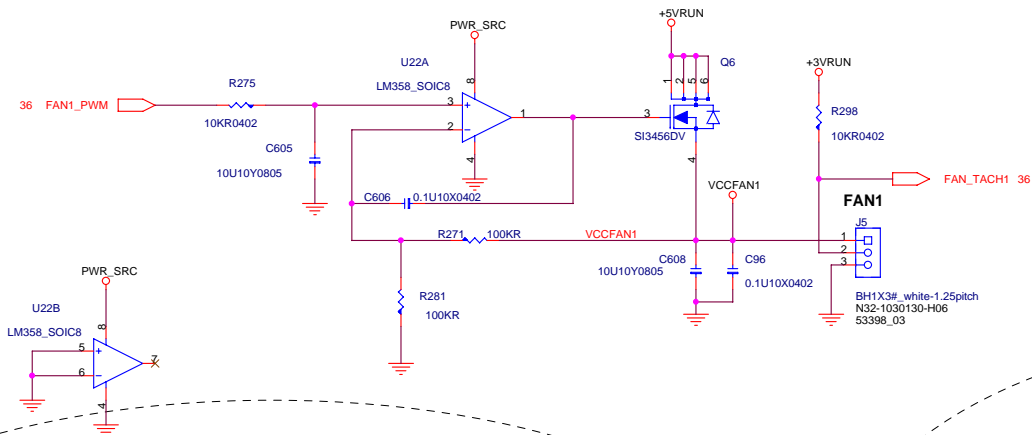 +5VRUN
PWR_SRC
U22A
LM358_SOIC8
Q6
+3VRUN
R275
36 FAN1_PWM
10KR0402
8
3
+
2
-
1
4
1
2
5
6
3
SI3456DV
4
R298
10KR0402
C605
10U10Y0805
FAN_TACH1 36
C606
0.1U10X0402
VCCFAN1
FAN1
J5
R271
100KR
VCCFAN1
1
2
3
C608
10U10Y0805
C96
0.1U10X0402
PWR_SRC
R281
100KR
BH1X3#_white-1.25pitch
N32-1030130-H06
53398_03
U22B
LM358_SOIC8
8
5
+
6
-
7
4